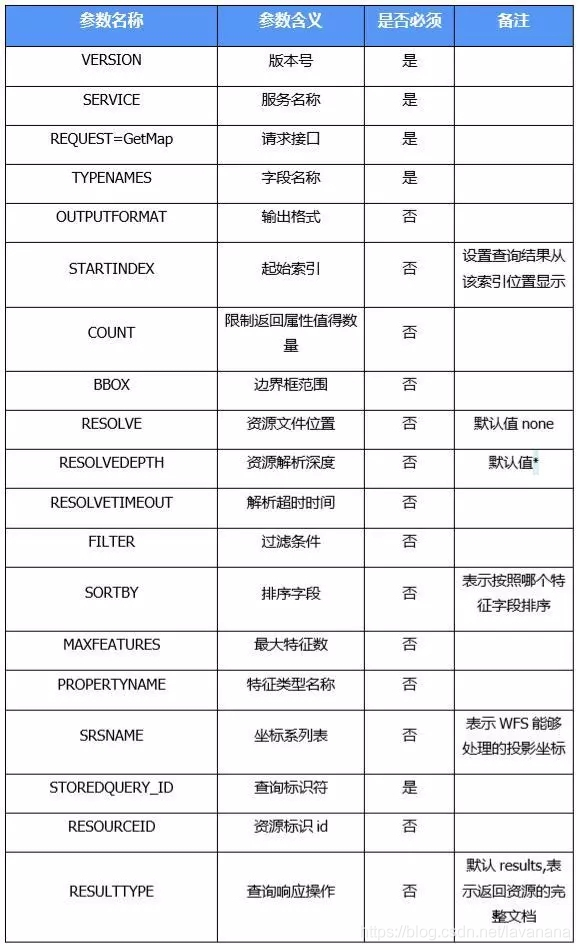 参数名称 参数含义 是否必须 备注
VERSION 版本号 是
SERVICE 服务名称 是
REQUEST=GetMap 请求接口 是
TYPENAMES 字段名称 是
OUTPUTFORMAT 输出格式 否
STARTINDEX 起始索引 否 设置查询结果从
该索引位置显示
COUNT 限制返回属性值得数
量 否
BBOX 边界框范围 否
RESOLVE 资源文件位置 否 默认值 none
RESOLVEDEPTH 资源解析深度 否 默认值*
RESOLVETIMEOUT 解析超时时间 否
FILTER 过滤条件 否
SORTBY 排序字段 否 表示按照哪个特
征字段排序
MAXFEATURES 最大特征数 否
PROPERTYNAME 特征类型名称 否
SRSNAME 坐标系列表 否 表示 WFS 能够
处理的投影坐标
STOREDQUERY_ID 查询标识符 是
RESOURCEID 资源标识 id 否
RESULTTYPE 查询响应操作 否 默认 results,表
示返回资源的完
整文档
https://blog.csdn.net/lavanana